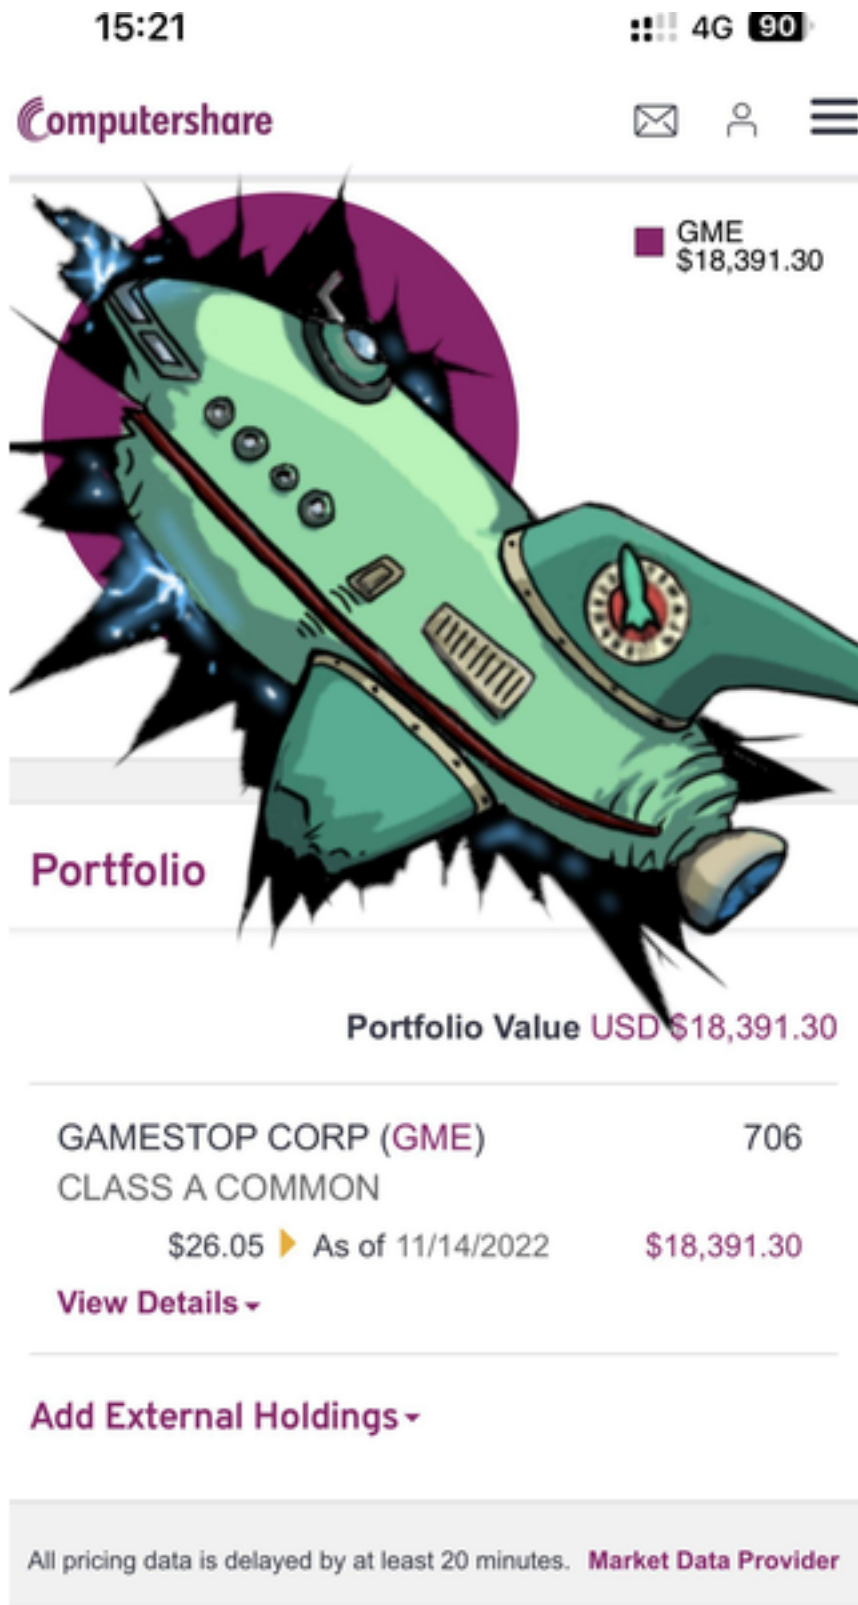 15:21 4G 90
Computershare
GME
$18,391.30
Portfolio
Portfolio Value USD $18,391.30
GAMESTOP CORP (GME) 706
CLASS A COMMON
$26.05 As of 11/14/2022 $18,391.30
View Details
Add External Holdings
All pricing data is delayed by at least 20 minutes. Market Data Provider